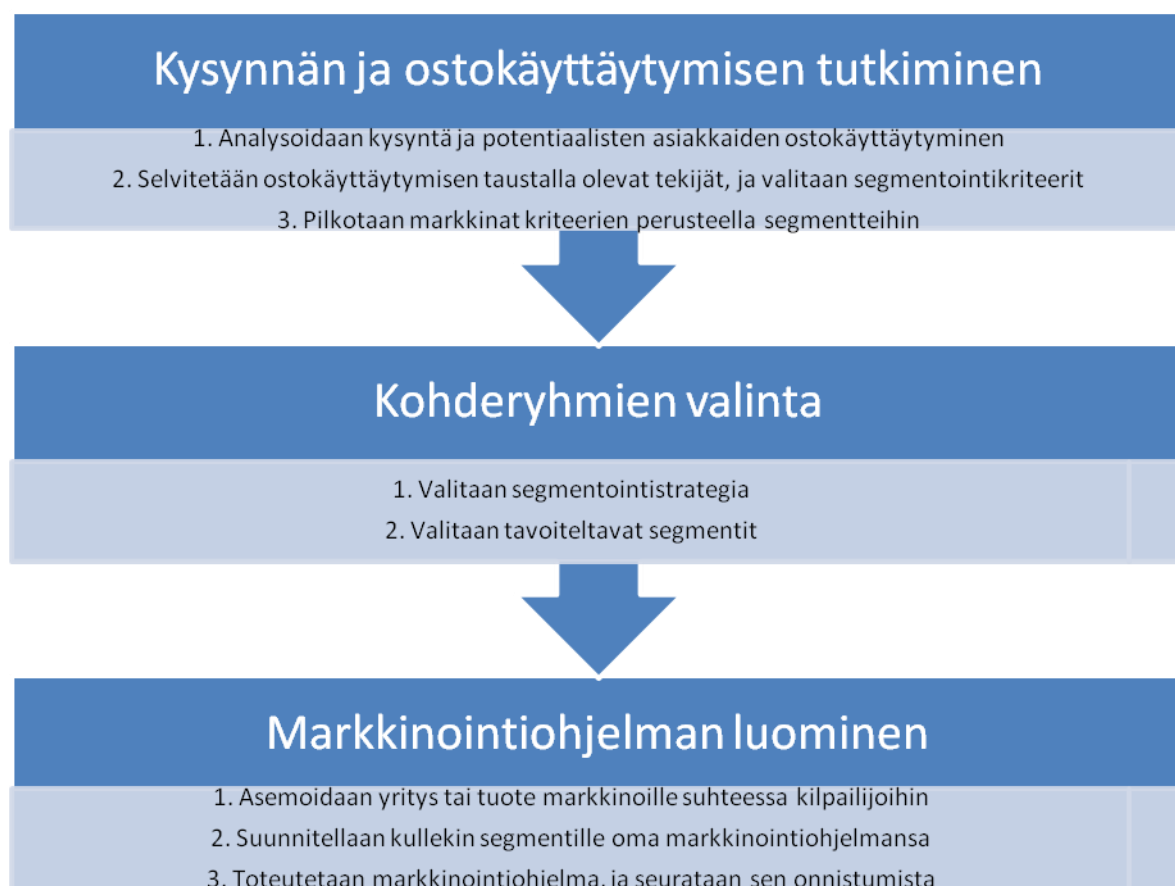 Kysynnän ja ostokäyttäytymisen tutkiminen
1. Analysoidaan kysyntä ja potentiaalisten asiakkaiden ostokäyttäytyminen
2. Selvitetään ostokäyttäytymisen taustalla olevat tekijät, ja valitaan segmentointikriteerit
3. Pilkotaan markkinat kriteerien perusteella segmentteihin
Kohderyhmien valinta
1. Valitaan segmentointistrategia
2. Valitaan tavoiteltavat segmentit
Markkinointiohjelman luominen
1. Asemoidaan yritys tai tuote markkinoille suhteessa kilpailijoihin
2. Suunnitellaan kullekin segmentille oma markkinointiohjelmansa
3. Toteutetaan markkinointiohjelma, ja seurataan sen onnistumista